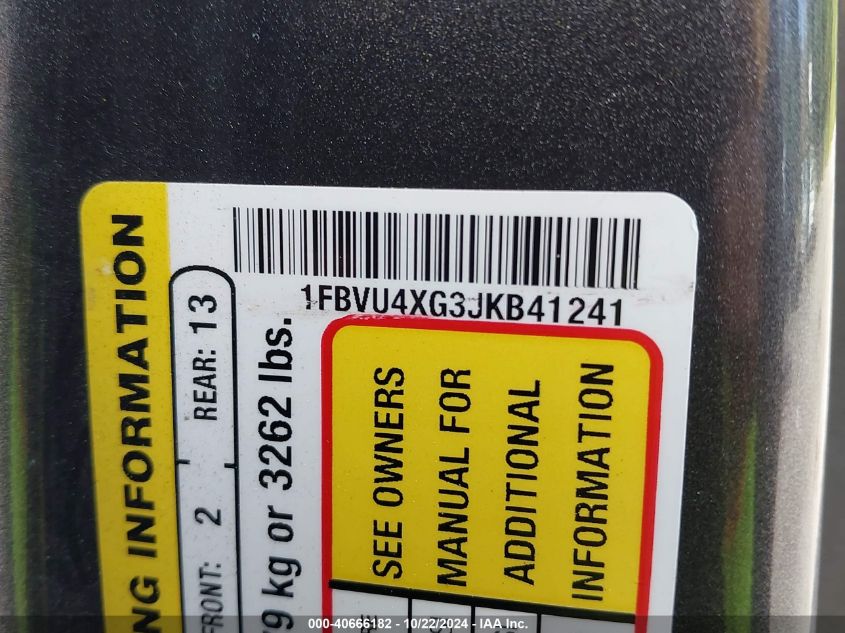 1FBVU4XG3JKB41241
NG INFORMATION
FRONT: 2 REAR: 13
9 kg or 3262 lbs.
SEE OWNERS
MANUAL FOR
ADDITIONAL
INFORMATION
000-40666182 - 10/22/2024 - IAA Inc.